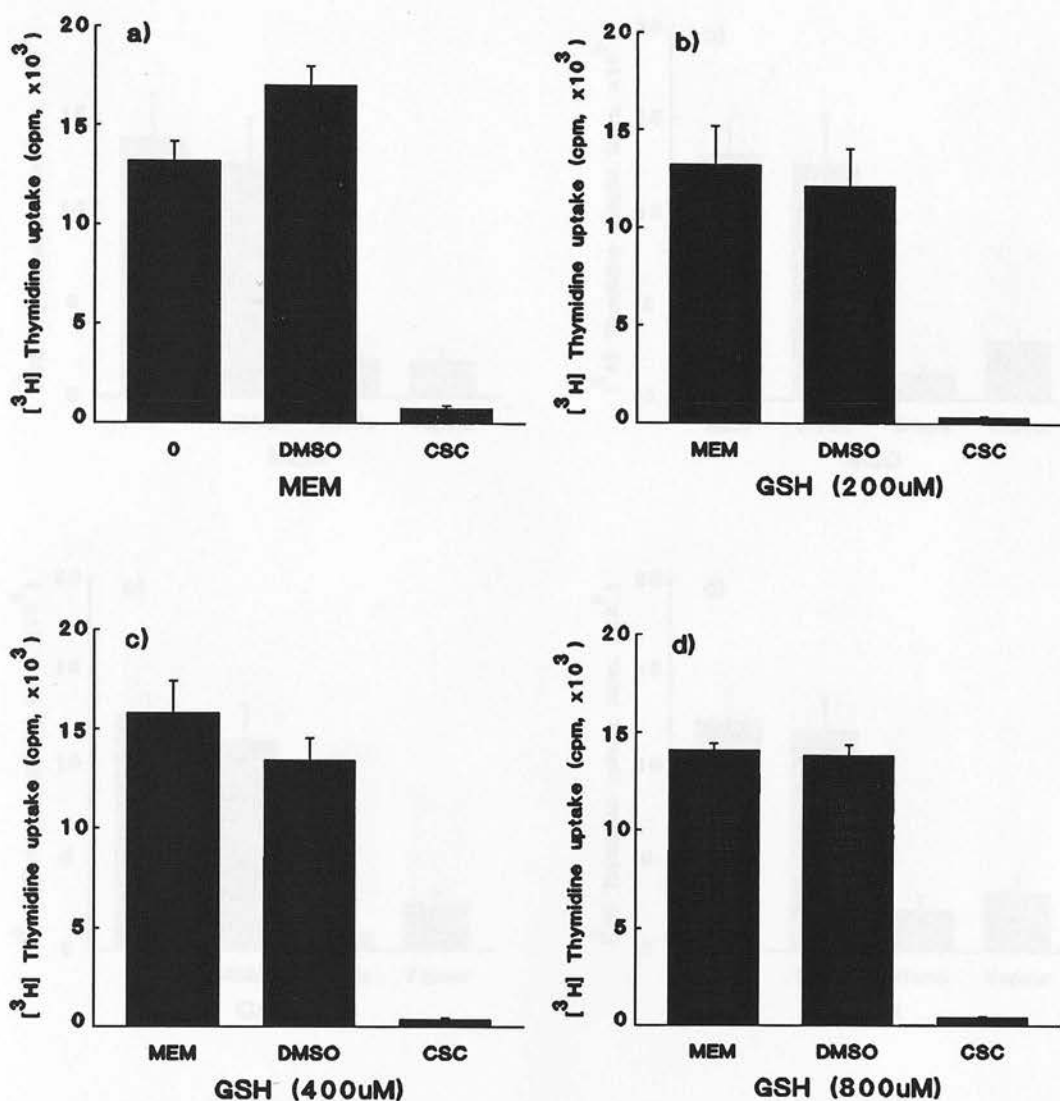 a)
[³H] Thymidine uptake (cpm, x10³)
20
15
10
5
0
0 DMSO CSC
MEM
b)
[³H] Thymidine uptake (cpm, x10³)
20
15
10
5
0
MEM DMSO CSC
GSH (200uM)
c)
[³H] Thymidine uptake (cpm, x10³)
20
15
10
5
0
MEM DMSO CSC
GSH (400uM)
d)
[³H] Thymidine uptake (cpm, x10³)
20
15
10
5
0
MEM DMSO CSC
GSH (800uM)